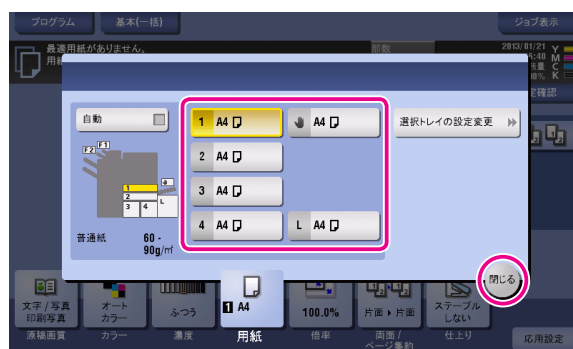 プログラム 基本(一括) ジョブ表示
最適用紙がありません。 部数 2013/01/21
用紙
Y
M
C
K
自動
1 A4
A4
選択トレイの設定変更
F2 F1
2 A4
3 A4
1
2
3 4 L
4 A4
L A4
普通紙 60 -
90g/㎡
閉じる
文字/写真
印刷写真
オート
カラー
ふつう
1 A4
100.0%
片面 片面
ステープル
しない
原稿画質 カラー 濃度 用紙 倍率 両面/
ページ集約
仕上り 応用設定